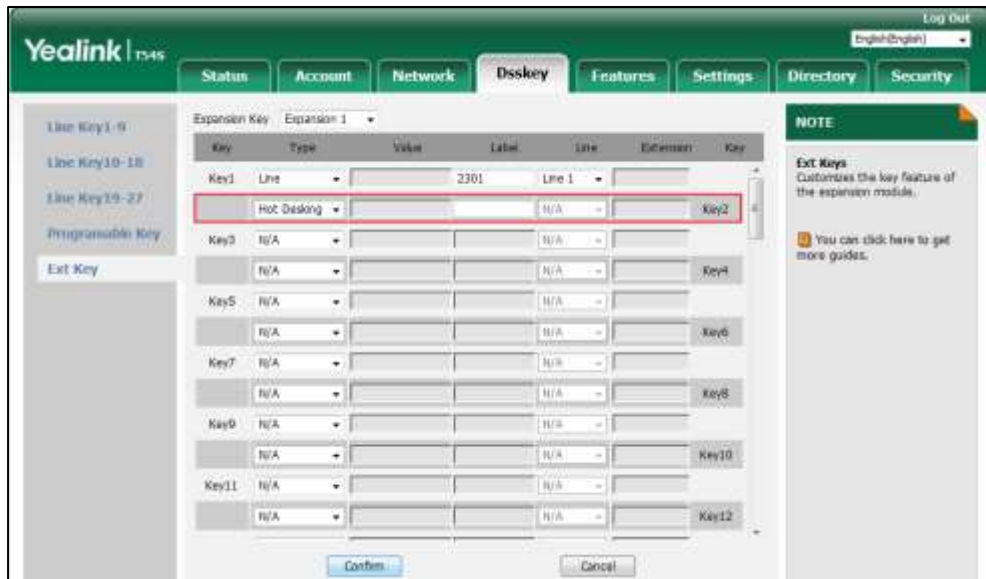 Log Out
Yealink T54S
English(English)
Status Account Network Dsskey Features Settings Directory Security
Line Key1-9
Line Key10-18
Line Key19-27
Programable Key
Ext Key
Expansion Key Expansion 1
Key Type Value Label Line Extension Key
Key1 Line 2301 Line 1
Hot Desking N/A Key2
Key3 N/A N/A
N/A N/A Key4
Key5 N/A N/A
N/A N/A Key6
Key7 N/A N/A
N/A N/A Key8
Key9 N/A N/A
N/A N/A Key10
Key11 N/A N/A
N/A N/A Key12
Confirm Cancel
NOTE
Ext Keys
Customizes the key feature of
the expansion module.
You can click here to get
more guides.